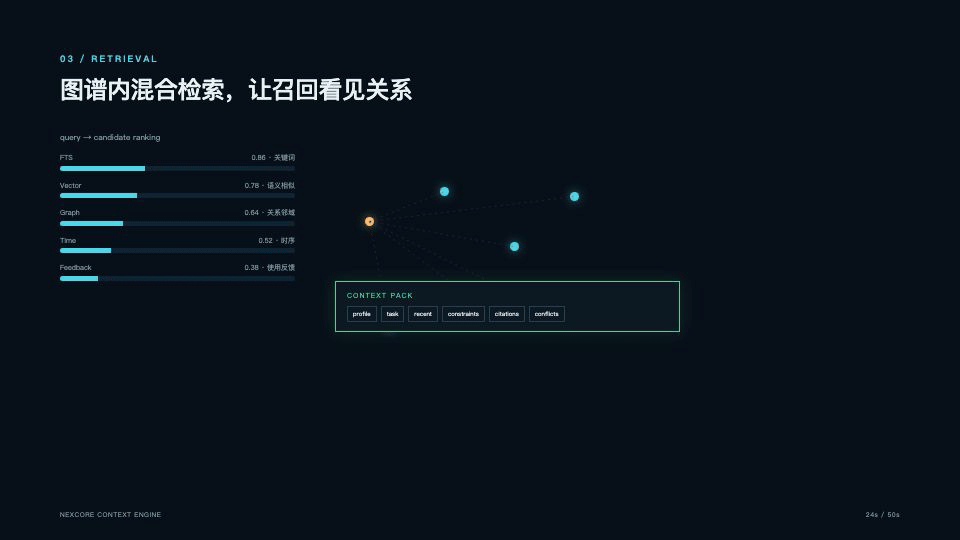 03 / RETRIEVAL
图谱内混合检索，让召回看见关系
query → candidate ranking
FTS 0.86 · 关键词
Vector 0.78 · 语义相似
Graph 0.64 · 关系邻域
Time 0.52 · 时序
Feedback 0.38 · 使用反馈
CONTEXT PACK
profile task recent constraints citations conflicts
NEXCORE CONTEXT ENGINE 24s / 50s